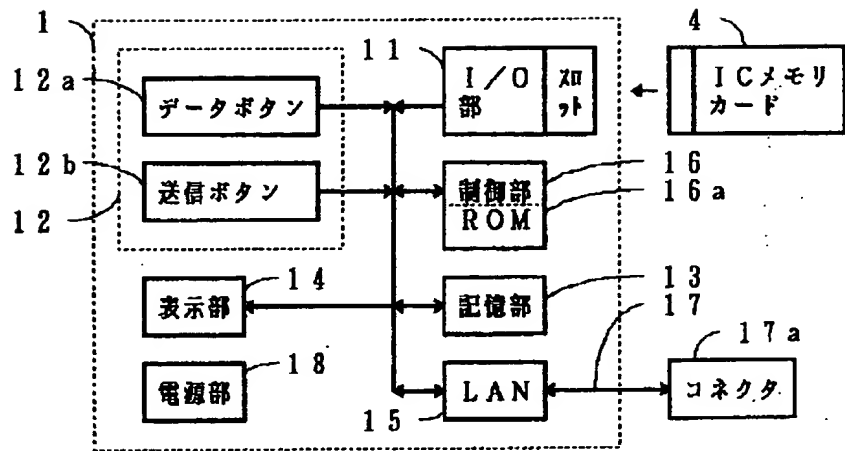 1
12a
データボタン
12b
送信ボタン
12
11
I/O
部
スロ
ット
4
ICメモリ
カード
16
制御部
16a
ROM
14
表示部
13
記憶部
17
18
電源部
15
LAN
17a
コネクタ